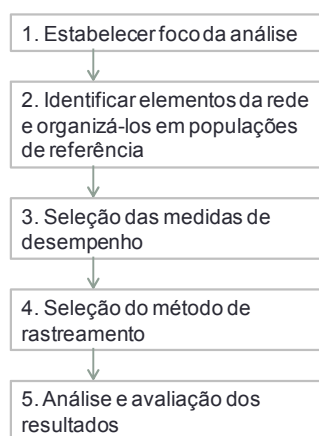 1. Estabelecer foco da análise
2. Identificar elementos da rede
e organizá-los em populações
de referência
3. Seleção das medidas de
desempenho
4. Seleção do método de
rastreamento
5. Análise e avaliação dos
resultados